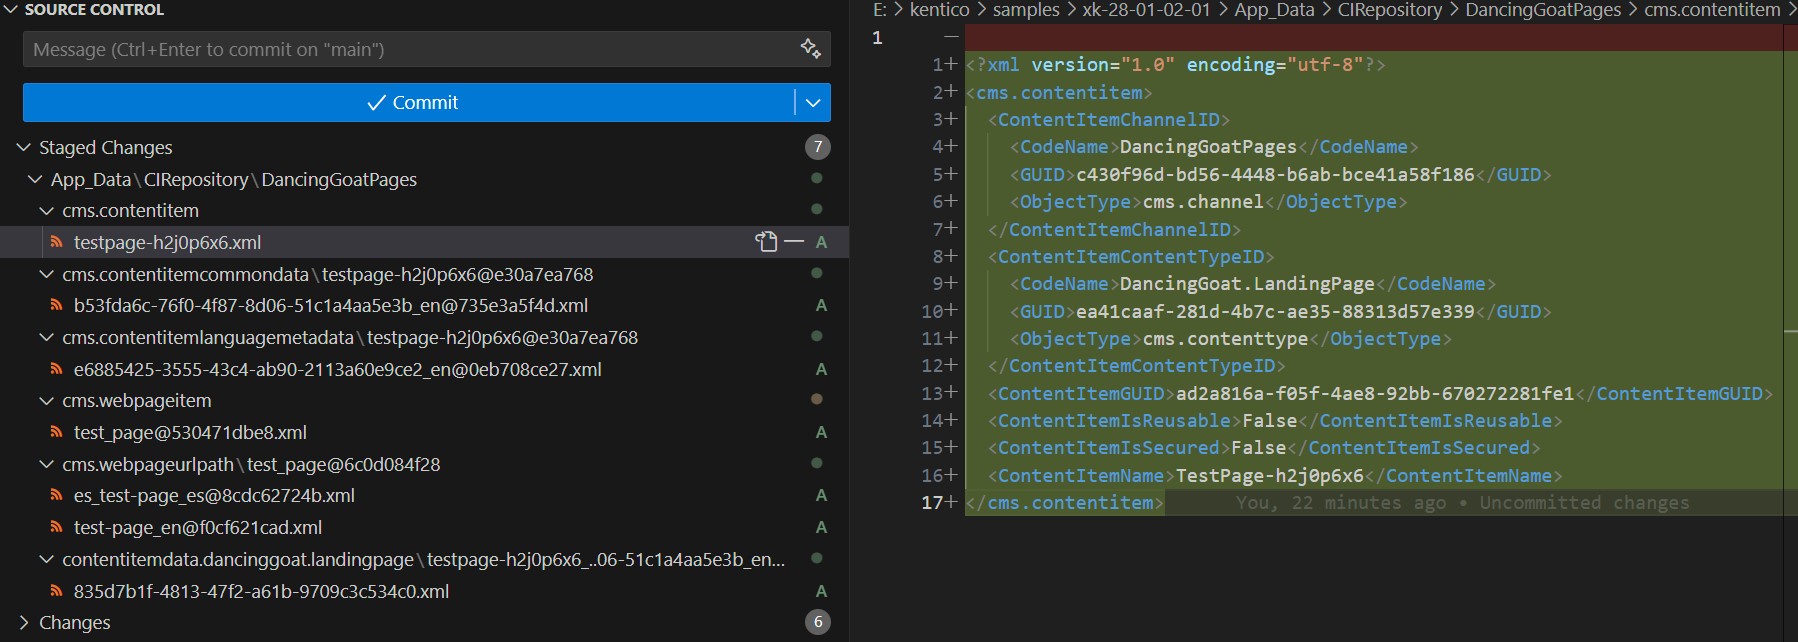 SOURCE CONTROL
Message (Ctrl+Enter to commit on "main")
Commit
Staged Changes 7
App_Data\CIRepository\DancingGoatPages
cms.contentitem
testpage-h2j0p6x6.xml A
cms.contentitemcommondata\testpage-h2j0p6x6@e30a7ea768
b53fda6c-76f0-4f87-8d06-51c1a4aa5e3b_en@735e3a5f4d.xml A
cms.contentitemlanguagemetadata\testpage-h2j0p6x6@e30a7ea768
e6885425-3555-43c4-ab90-2113a60e9ce2_en@0eb708ce27.xml A
cms.webpageitem
test_page@530471dbe8.xml A
cms.webpageurlpath\test_page@6c0d084f28
es_test-page_es@8cdc62724b.xml A
test-page_en@f0cf621cad.xml A
contentitemdata.dancinggoat.landingpage\testpage-h2j0p6x6_..06-51c1a4aa5e3b_en...
835d7b1f-4813-47f2-a61b-9709c3c534c0.xml A
Changes 6
E: > kentico > samples > xk-28-01-02-01 > App_Data > CIRepository > DancingGoatPages > cms.contentitem >
1 —
1+ <?xml version="1.0" encoding="utf-8"?>
2+ <cms.contentitem>
3+ <ContentItemChannelID>
4+ <CodeName>DancingGoatPages</CodeName>
5+ <GUID>c430f96d-bd56-4448-b6ab-bce41a58f186</GUID>
6+ <ObjectType>cms.channel</ObjectType>
7+ </ContentItemChannelID>
8+ <ContentItemContentTypeID>
9+ <CodeName>DancingGoat.LandingPage</CodeName>
10+ <GUID>ea41caaf-281d-4b7c-ae35-88313d57e339</GUID>
11+ <ObjectType>cms.contenttype</ObjectType>
12+ </ContentItemContentTypeID>
13+ <ContentItemGUID>ad2a816a-f05f-4ae8-92bb-670272281fe1</ContentItemGUID>
14+ <ContentItemIsReusable>False</ContentItemIsReusable>
15+ <ContentItemIsSecured>False</ContentItemIsSecured>
16+ <ContentItemName>TestPage-h2j0p6x6</ContentItemName>
17+ </cms.contentitem> You, 22 minutes ago • Uncommitted changes